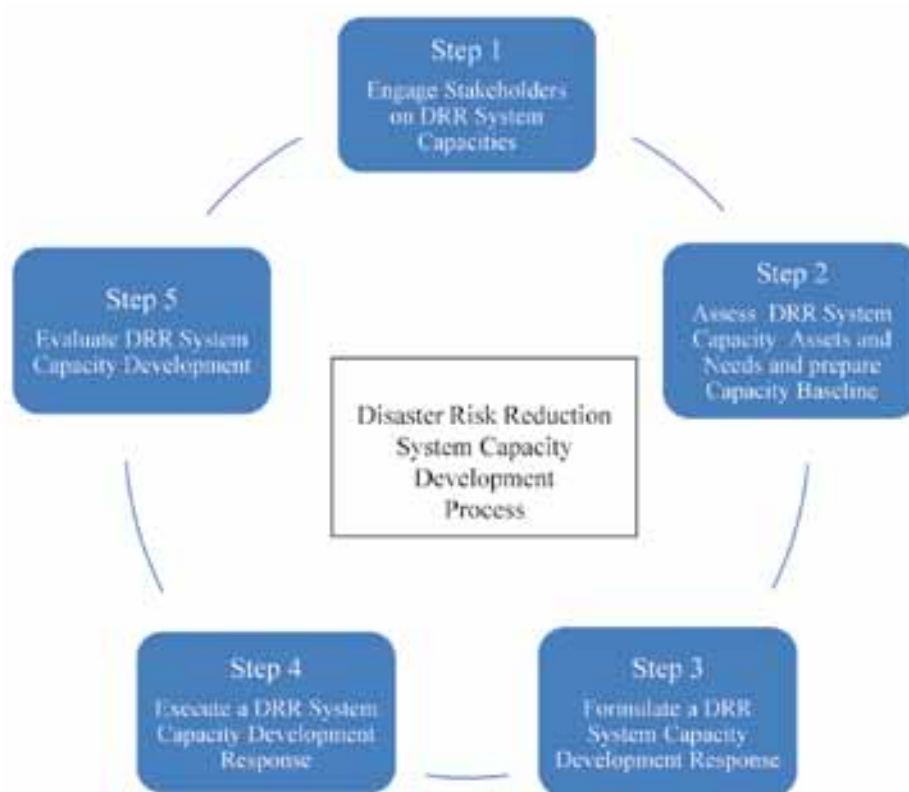 Step 1
Engage Stakeholders
on DRR System
Capacities
Step 2
Assess DRR System
Capacity Assets and
Needs and prepare
Capacity Baseline
Step 3
Formulate a DRR
System Capacity
Development Response
Step 4
Execute a DRR System
Capacity Development
Response
Step 5
Evaluate DRR System
Capacity Development
Disaster Risk Reduction
System Capacity
Development
Process